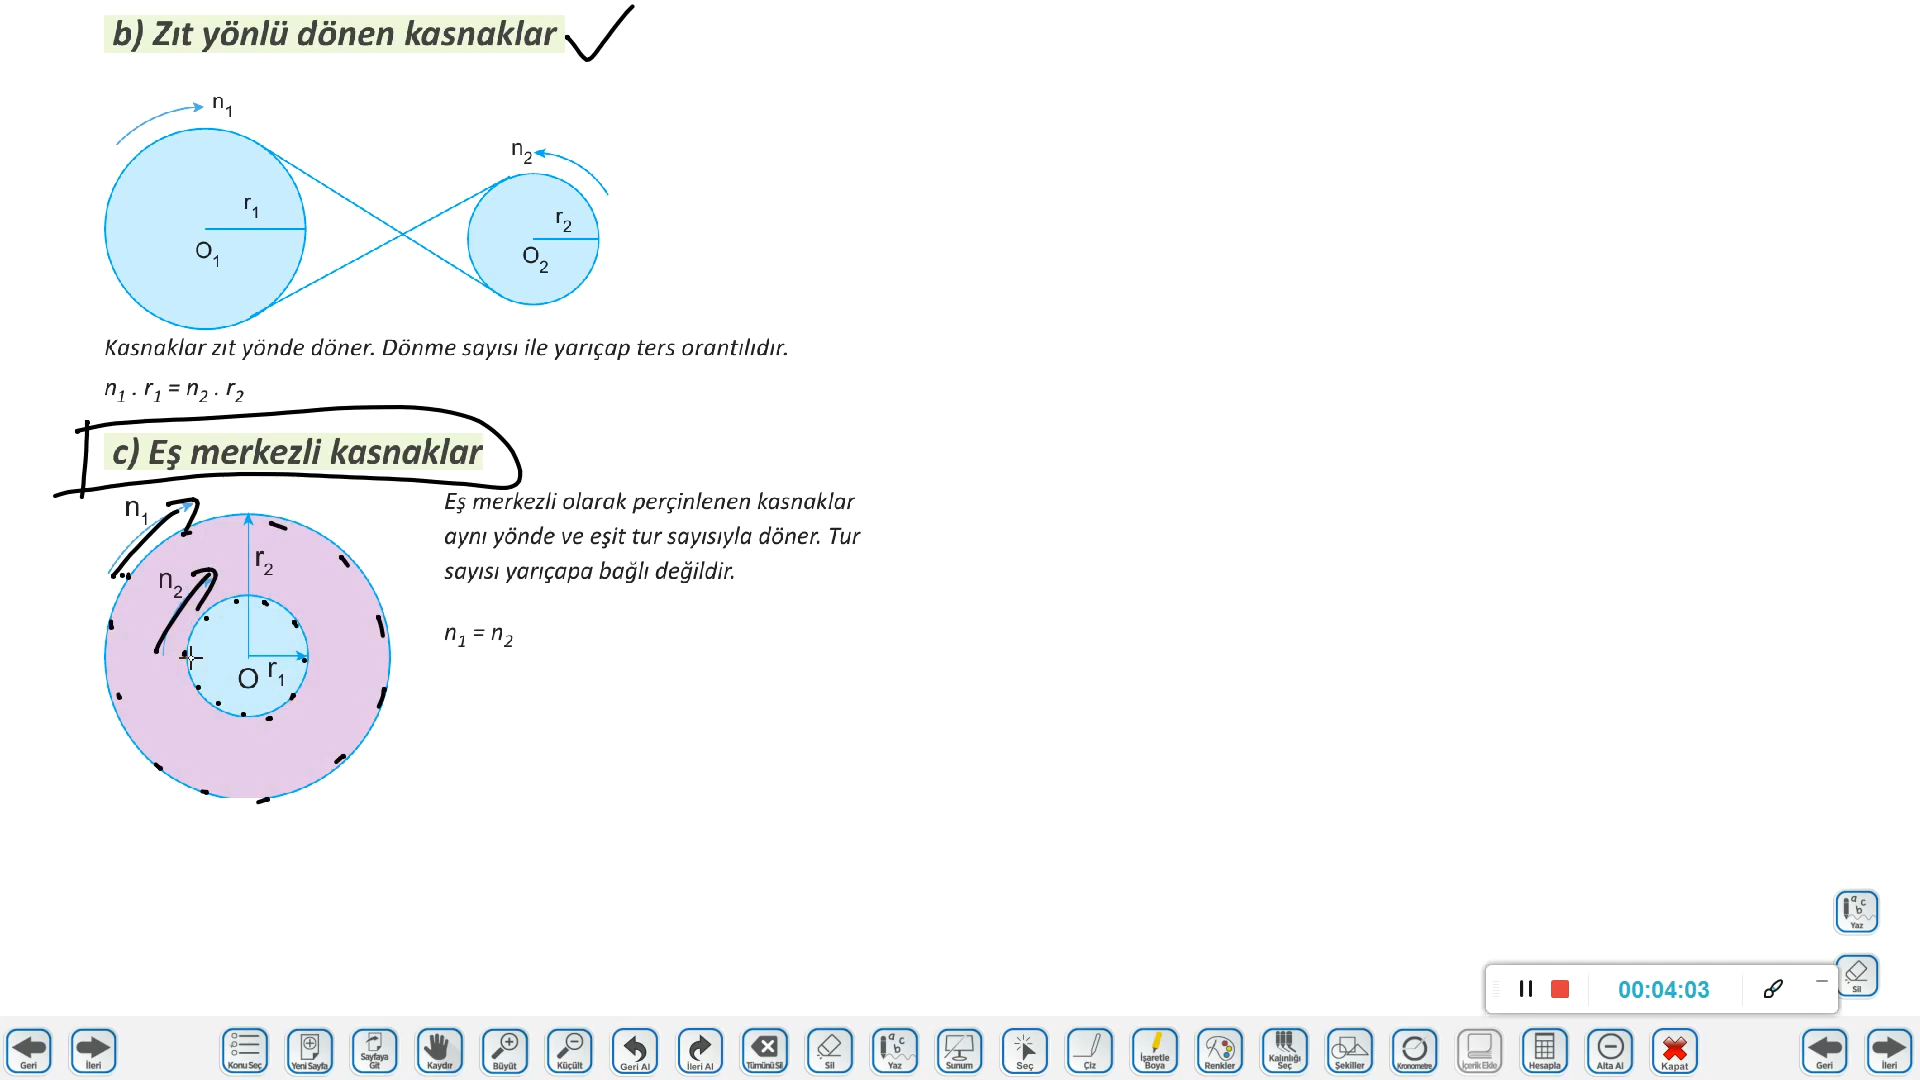 b) Zıt yönlü dönen kasnaklar
n1
n2
r1
r2
O1
O2
Kasnaklar zıt yönde döner. Dönme sayısı ile yarıçap ters orantılıdır.
n1 . r1 = n2 . r2
c) Eş merkezli kasnaklar
n1
r2
n2
O r1
Eş merkezli olarak perçinlenen kasnaklar
aynı yönde ve eşit tur sayısıyla döner. Tur
sayısı yarıçapa bağlı değildir.
n1 = n2
a b c
Yaz
Sil
00:04:03
Geri
İleri
Konu Seç
Yeni Sayfa
Sayfaya Git
Kaydır
Büyüt
Küçült
Geri Al
İleri Al
Tümünü Sil
Sil
a b c
Yaz
Sunum
Seç
Çiz
İşaretle Boya
Renkler
Kalınlığı Seç
Şekiller
Kronometre
İçerik Ekle
Hesapla
Alta Al
Kapat
Geri
İleri